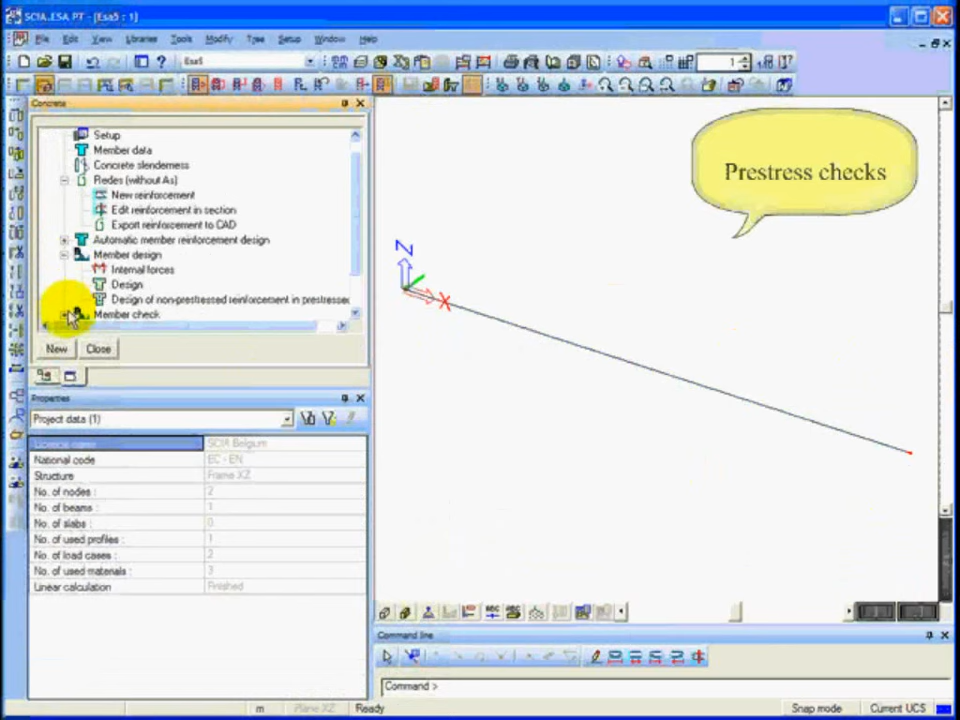 SCIA.ESA PT - [Esa5 : 1]
File Edit View Libraries Tools Modify Tree Setup Window Help
Esa5
1
Concrete
Setup
Member data
Concrete slenderness
Redes (without As)
New reinforcement
Edit reinforcement in section
Export reinforcement to CAD
Automatic member reinforcement design
Member design
Internal forces
Design
Design of non-prestressed reinforcement in prestresse
Member check
New Close
Prestress checks
Z
X
Properties
Project data (1)
Licence name SCIA Belgium
National code EC - EN
Structure Frame XZ
No. of nodes : 2
No. of beams : 1
No. of slabs : 0
No. of used profiles : 1
No. of load cases : 2
No. of used materials : 3
Linear calculation Finished
Command line
Command >
m Plane XZ Ready Snap mode Current UCS